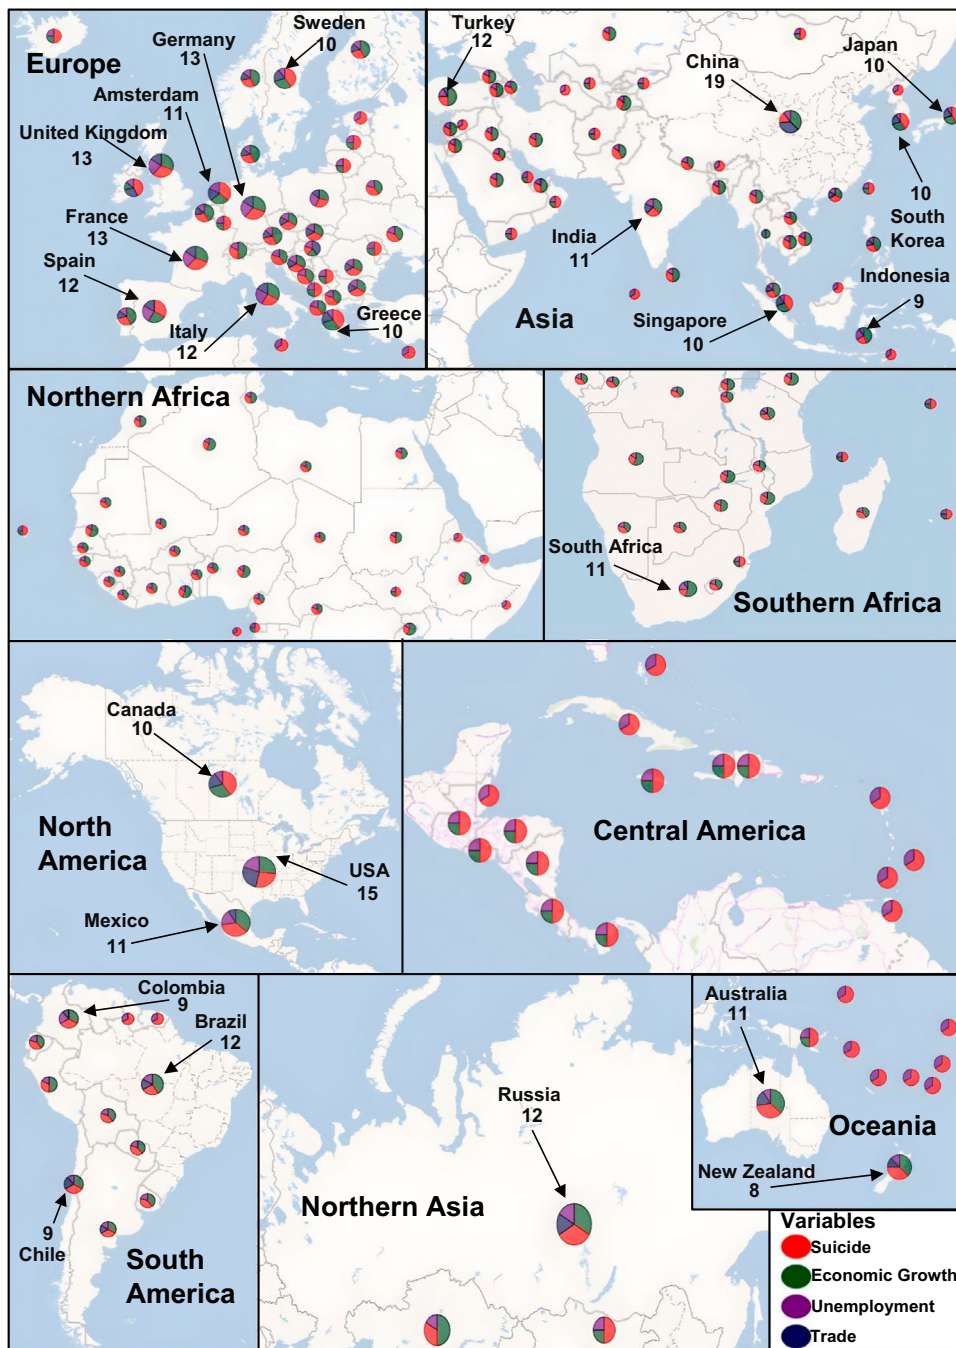 Europe
Sweden
10
Germany
13
Amsterdam
11
United Kingdom
13
France
13
Spain
12
Italy
12
Greece
10
Turkey
12
China
19
Japan
10
India
11
10
South
Korea
Indonesia
9
Singapore
10
Asia
Northern Africa
South Africa
11
Southern Africa
Canada
10
North
America
USA
15
Mexico
11
Central America
Colombia
9
Brazil
12
9
Chile
South
America
Russia
12
Northern Asia
Australia
11
Oceania
New Zealand
8
Variables
Suicide
Economic Growth
Unemployment
Trade